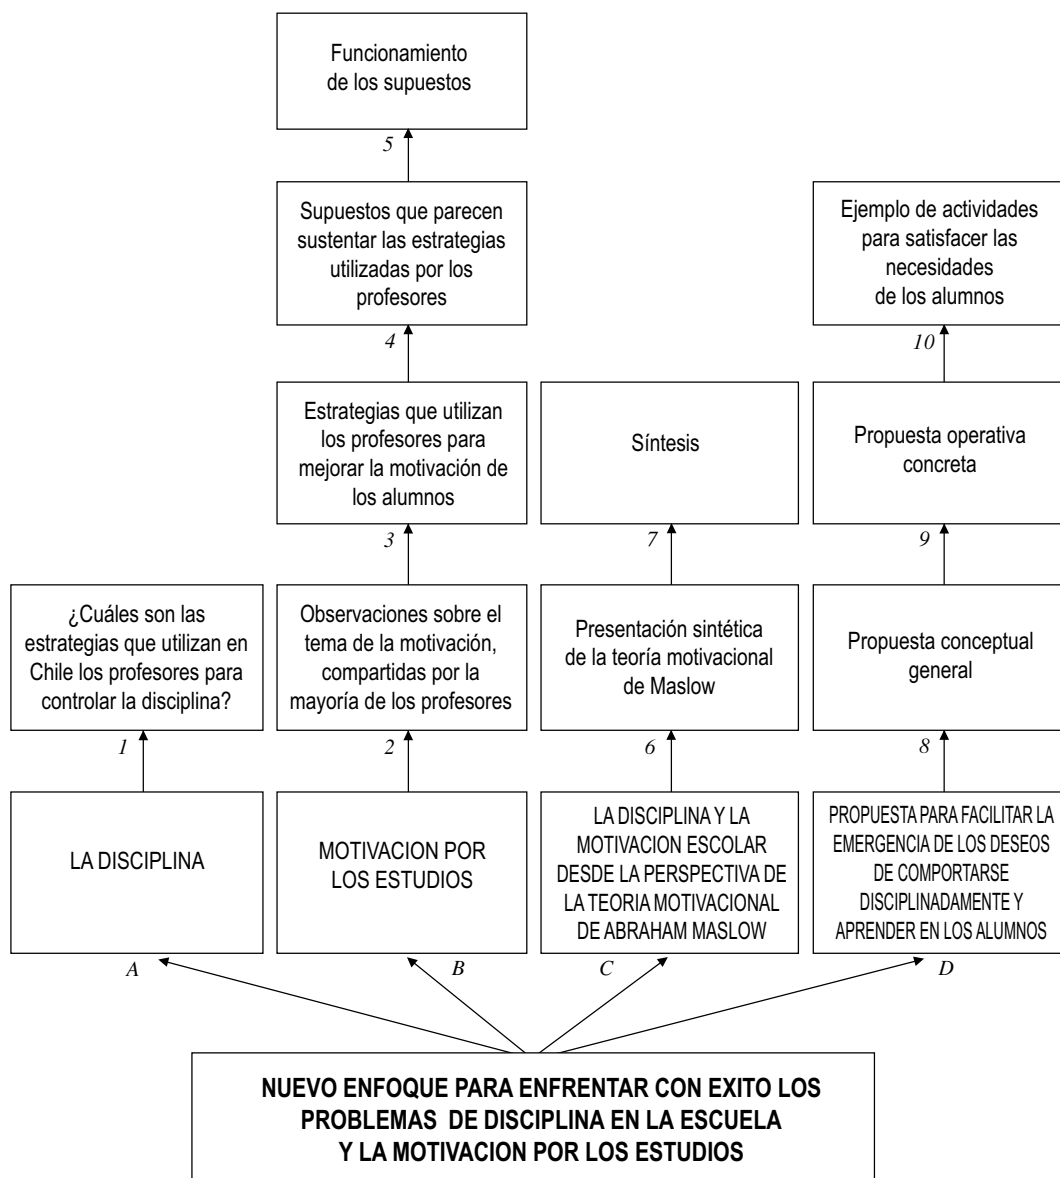 Funcionamiento
de los supuestos
5
Supuestos que parecen
sustentar las estrategias
utilizadas por los
profesores
4
Ejemplo de actividades
para satisfacer las
necesidades
de los alumnos
10
Estrategias que utilizan
los profesores para
mejorar la motivación de
los alumnos
3
Síntesis
7
Propuesta operativa
concreta
9
¿Cuáles son las
estrategias que utilizan en
Chile los profesores para
controlar la disciplina?
1
Observaciones sobre el
tema de la motivación,
compartidas por la
mayoría de los profesores
2
Presentación sintética
de la teoría motivacional
de Maslow
6
Propuesta conceptual
general
8
LA DISCIPLINA
A
MOTIVACION POR
LOS ESTUDIOS
B
LA DISCIPLINA Y LA
MOTIVACION ESCOLAR
DESDE LA PERSPECTIVA DE
LA TEORIA MOTIVACIONAL
DE ABRAHAM MASLOW
C
PROPUESTA PARA FACILITAR LA
EMERGENCIA DE LOS DESEOS
DE COMPORTARSE
DISCIPLINADAMENTE Y
APRENDER EN LOS ALUMNOS
D
NUEVO ENFOQUE PARA ENFRENTAR CON EXITO LOS
PROBLEMAS DE DISCIPLINA EN LA ESCUELA
Y LA MOTIVACION POR LOS ESTUDIOS